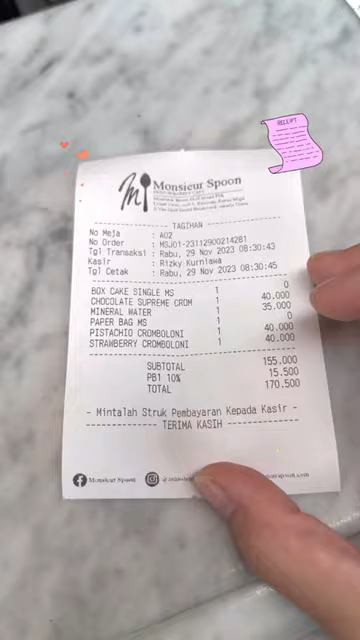 RECEIPT
M
Monsieur Spoon
TAGIHAN
No Meja : A02
No Order : MSJ01-23112900214281
Tgl Transaksi : Rabu, 29 Nov 2023 08:30:43
Kasir : Rizky Kurniawa
Tgl Cetak : Rabu, 29 Nov 2023 08:30:45
BOX CAKE SINGLE MS 1 0
CHOCOLATE SUPREME CROM 1 40.000
MINERAL WATER 1 35.000
PAPER BAG MS 1 0
PISTACHIO CROMBOLONI 1 40.000
STRAWBERRY CROMBOLONI 1 40.000
SUBTOTAL 155.000
PB1 10% 15.500
TOTAL 170.500
- Mintalah Struk Pembayaran Kepada Kasir -
TERIMA KASIH
Monsieur Spoon